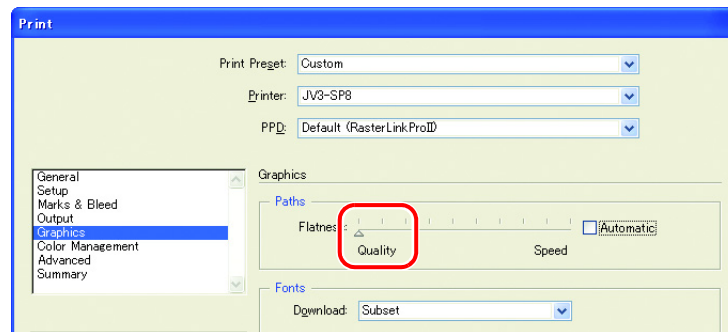 Print
Print Preset: Custom
Printer: JV3-SP8
PPD: Default (RasterLinkProII)
General
Setup
Marks & Bleed
Output
Graphics
Color Management
Advanced
Summary
Graphics
Paths
Flatness: Automatic
Quality Speed
Fonts
Download: Subset